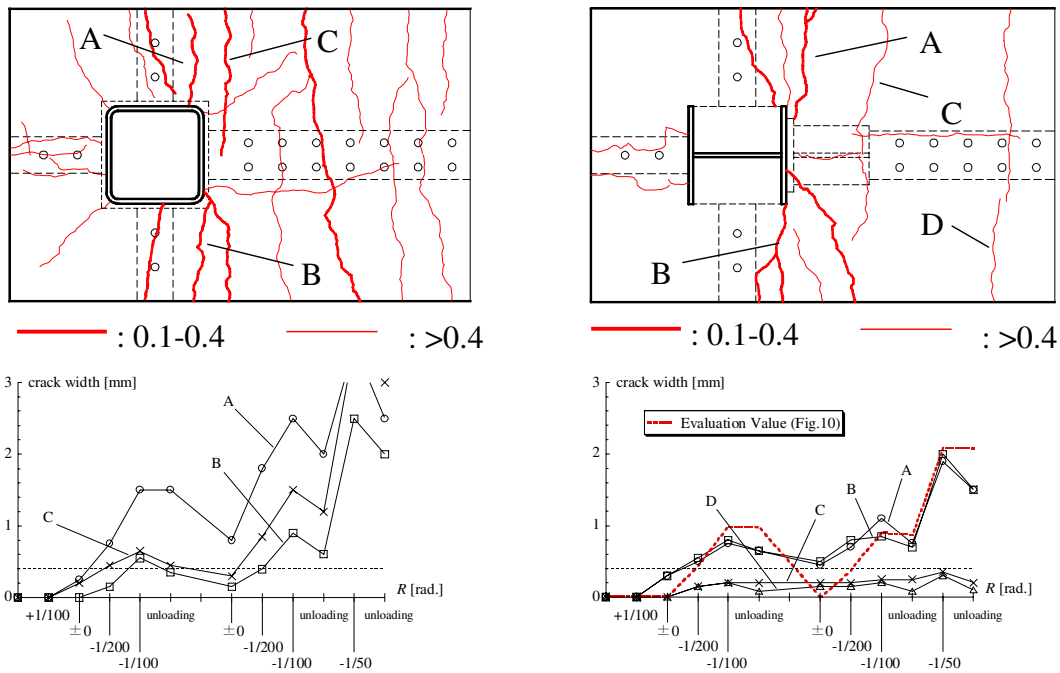 A
C
B
A
C
D
B
: 0.1-0.4
: >0.4
: 0.1-0.4
: >0.4
3
crack width [mm]
A
2
B
C
1
0
R [rad.]
+1/100
±0
-1/200
-1/100
unloading
±0
-1/200
-1/100
unloading
-1/50
unloading
3
crack width [mm]
Evaluation Value (Fig.10)
2
A
B
C
D
1
0
R [rad.]
+1/100
±0
-1/200
-1/100
unloading
±0
-1/200
-1/100
unloading
-1/50
unloading